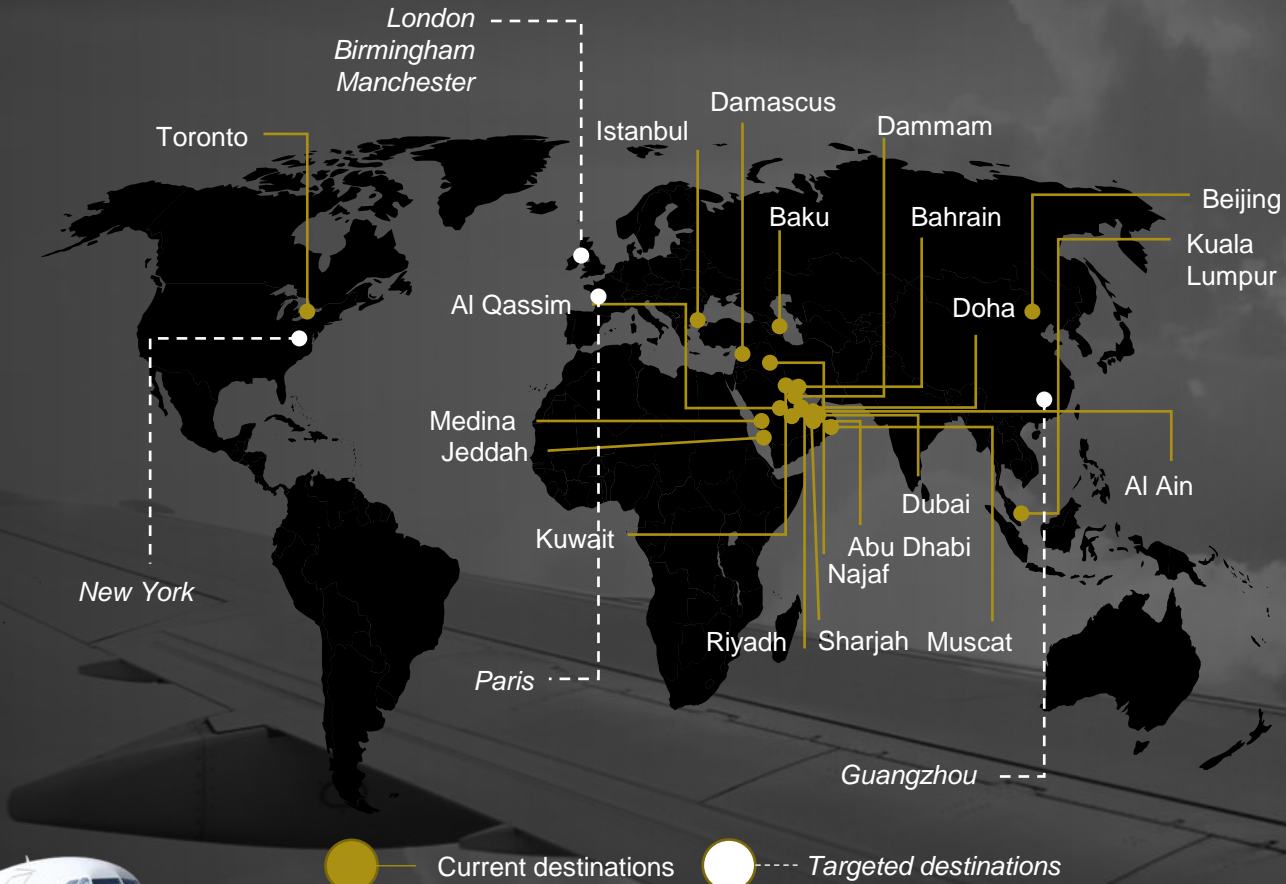 London
Birmingham
Manchester
Damascus
Toronto
Istanbul
Dammam
Beijing
Baku
Bahrain
Kuala
Lumpur
Al Qassim
Doha
Medina
Jeddah
Al Ain
Dubai
Kuwait
Abu Dhabi
Najaf
New York
Riyadh
Sharjah
Muscat
Paris
Guangzhou
Current destinations
Targeted destinations